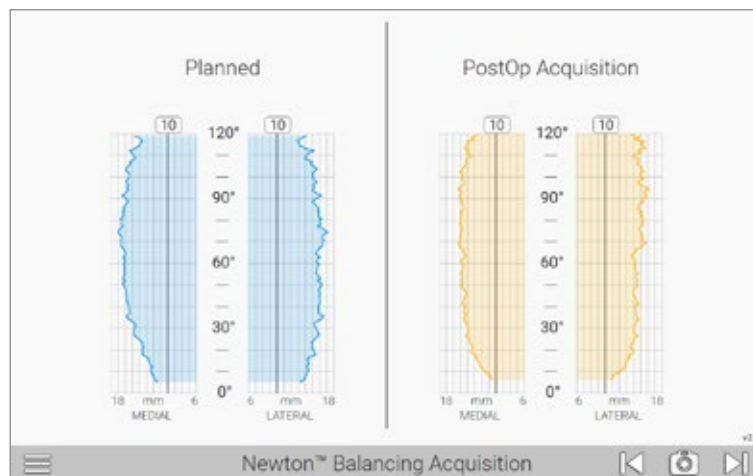 Planned
PostOp Acquisition
10 120° 10
90°
60°
30°
0°
18 mm 6
6 mm 18
MEDIAL
LATERAL
10 120° 10
90°
60°
30°
0°
18 mm 6
6 mm 18
MEDIAL
LATERAL
Newton™ Balancing Acquisition